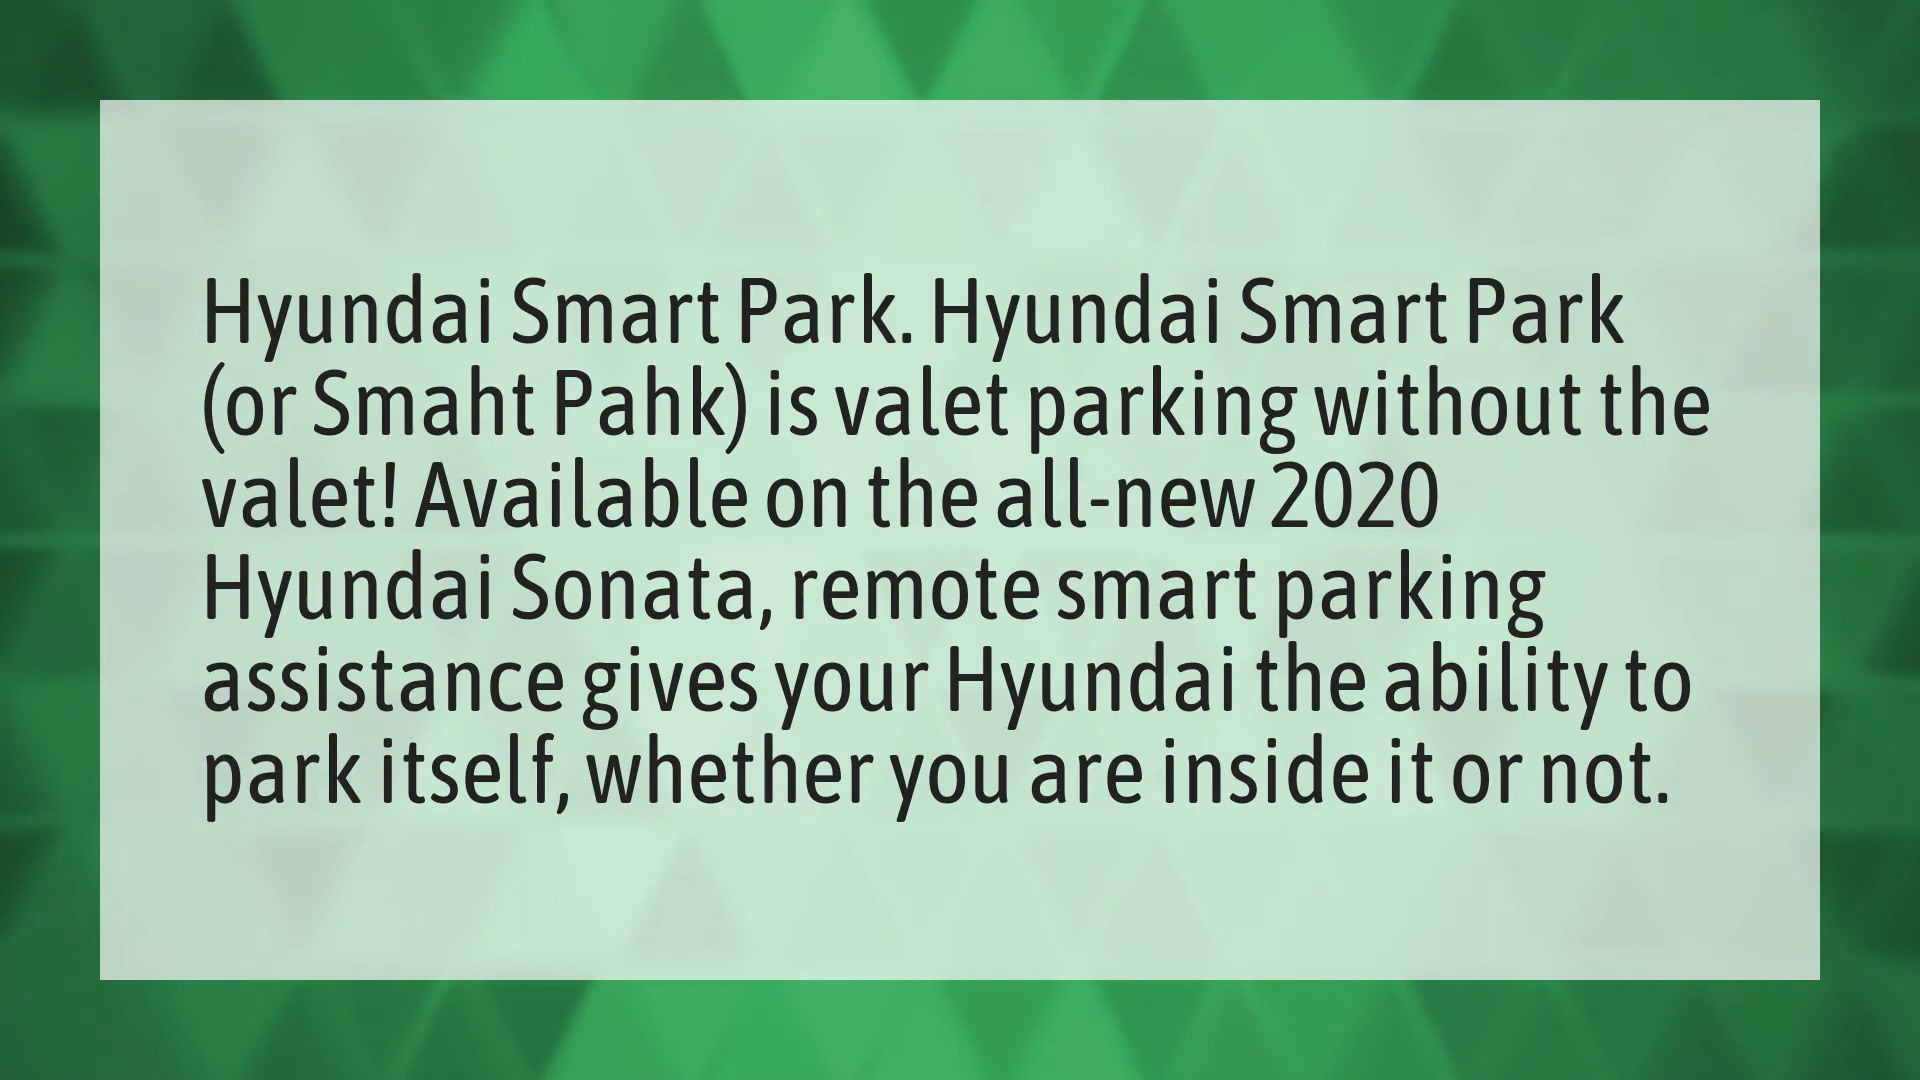 Hyundai Smart Park. Hyundai Smart Park
(or Smaht Pahk) is valet parking without the
valet! Available on the all-new 2020
Hyundai Sonata, remote smart parking
assistance gives your Hyundai the ability to
park itself, whether you are inside it or not.